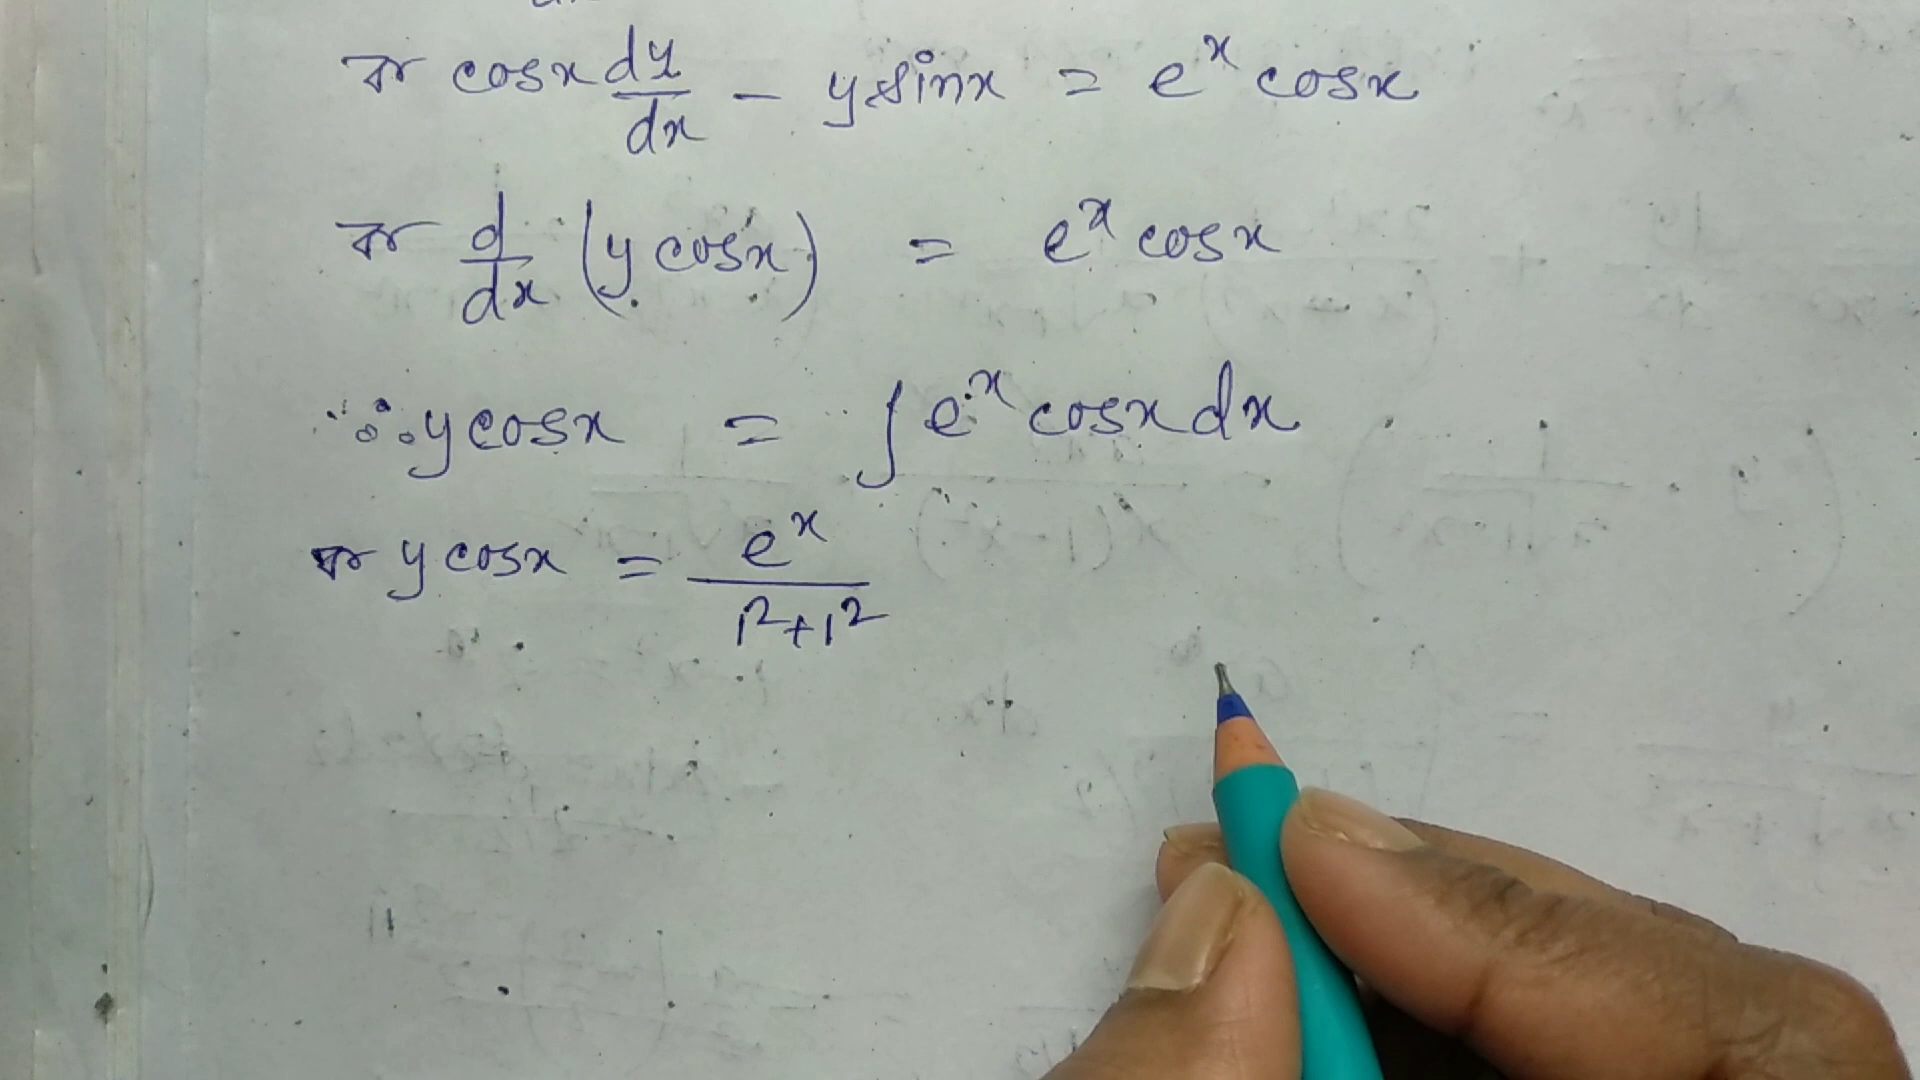 বা cosx dy/dx - y sinx = e^x cosx
বা d/dx (y cosx) = e^x cosx
∴ y cosx = ∫ e^x cosx dx
বা y cosx = e^x / 1²+1²